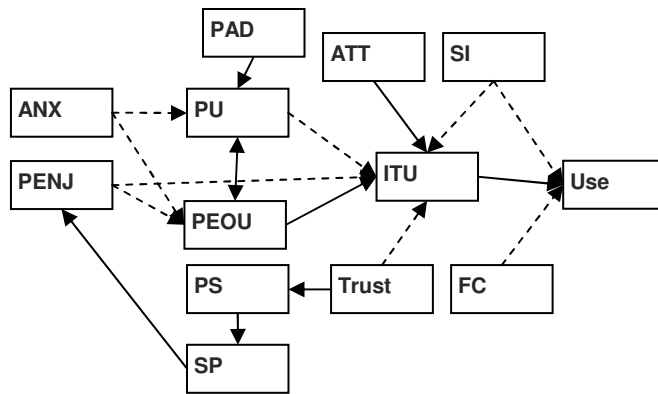 PAD
ATT
SI
ANX
PU
PENJ
ITU
Use
PEOU
PS
Trust
FC
SP